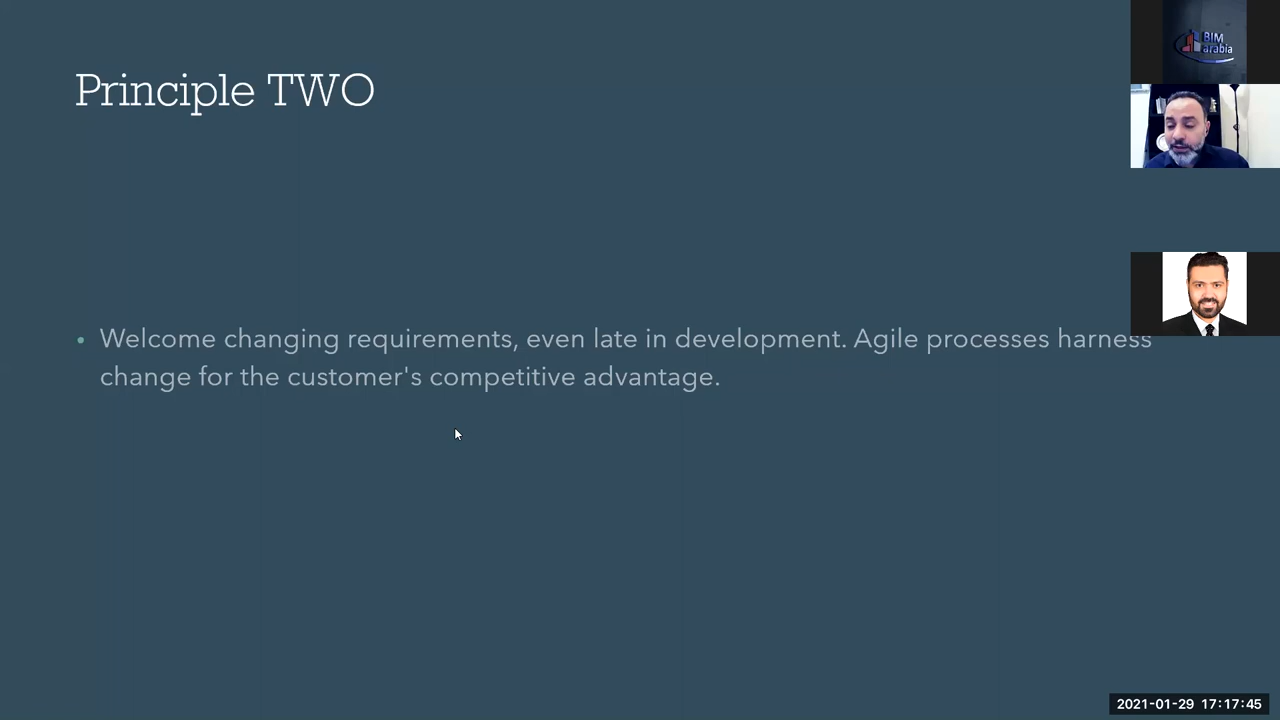 Principle TWO
BIM
arabia
• Welcome changing requirements, even late in development. Agile processes harness
change for the customer's competitive advantage.
2021-01-29 17:17:45